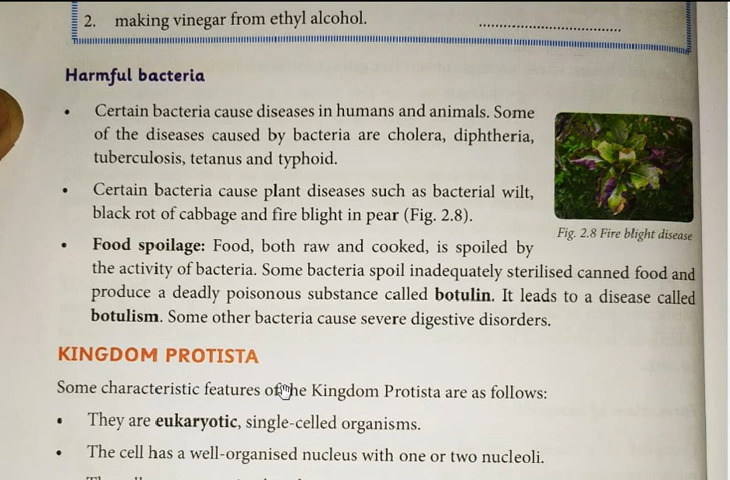 2. making vinegar from ethyl alcohol. ................................
Harmful bacteria
• Certain bacteria cause diseases in humans and animals. Some
of the diseases caused by bacteria are cholera, diphtheria,
tuberculosis, tetanus and typhoid.
• Certain bacteria cause plant diseases such as bacterial wilt,
black rot of cabbage and fire blight in pear (Fig. 2.8).
Fig. 2.8 Fire blight disease
• Food spoilage: Food, both raw and cooked, is spoiled by
the activity of bacteria. Some bacteria spoil inadequately sterilised canned food and
produce a deadly poisonous substance called botulin. It leads to a disease called
botulism. Some other bacteria cause severe digestive disorders.
KINGDOM PROTISTA
Some characteristic features of the Kingdom Protista are as follows:
• They are eukaryotic, single-celled organisms.
• The cell has a well-organised nucleus with one or two nucleoli.